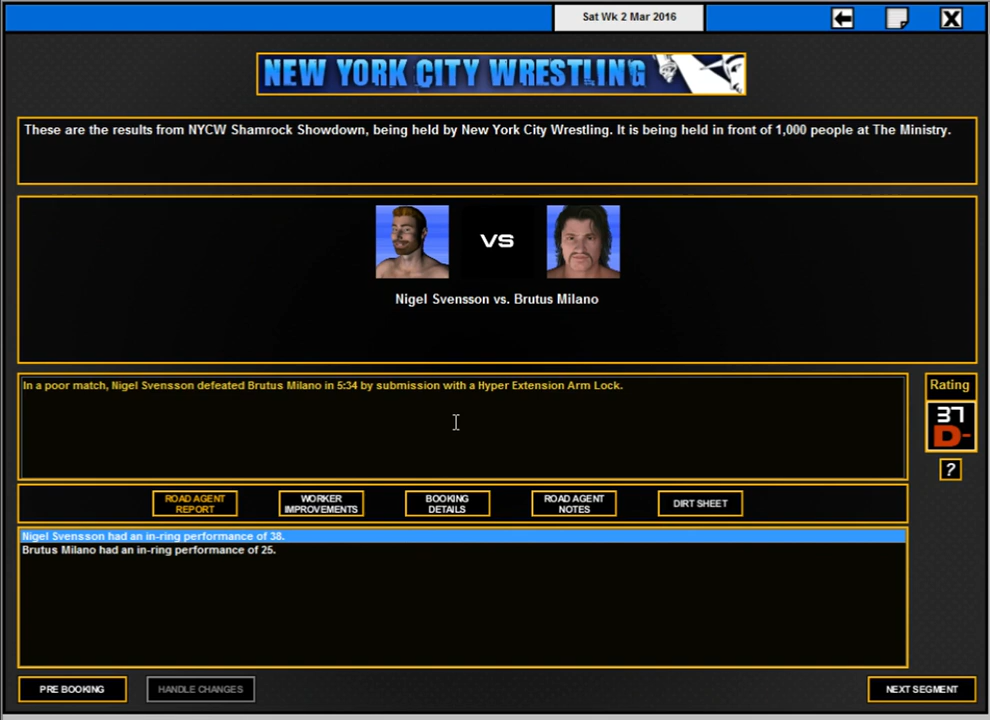 Sat Wk 2 Mar 2016
NEW YORK CITY WRESTLING
These are the results from NYCW Shamrock Showdown, being held by New York City Wrestling. It is being held in front of 1,000 people at The Ministry.
VS
Nigel Svensson vs. Brutus Milano
In a poor match, Nigel Svensson defeated Brutus Milano in 5:34 by submission with a Hyper Extension Arm Lock.
Rating
37
D-
?
ROAD AGENT
REPORT
WORKER
IMPROVEMENTS
BOOKING
DETAILS
ROAD AGENT
NOTES
DIRT SHEET
Nigel Svensson had an in-ring performance of 38.
Brutus Milano had an in-ring performance of 25.
PRE BOOKING
HANDLE CHANGES
NEXT SEGMENT